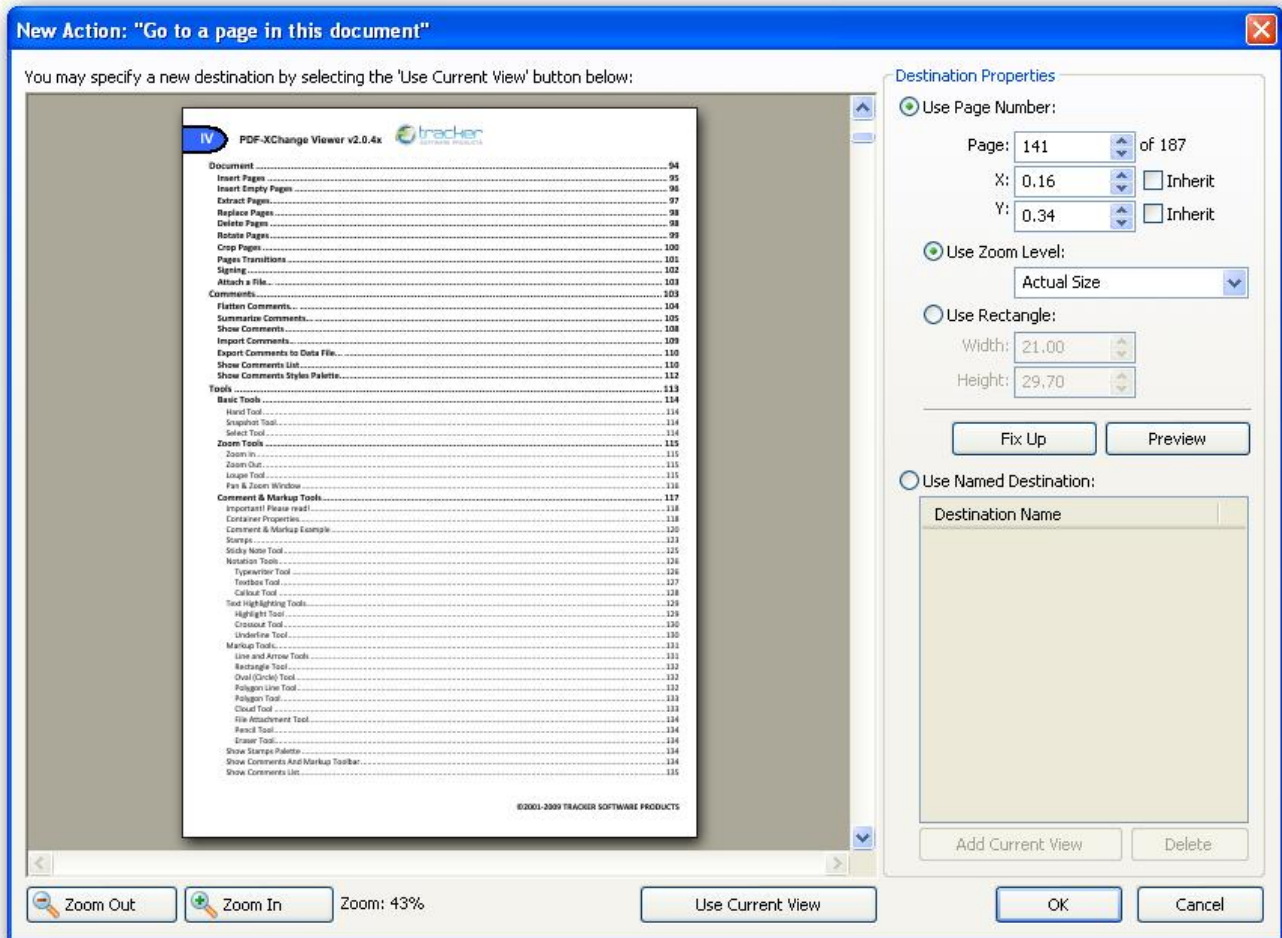 New Action: "Go to a page in this document"
You may specify a new destination by selecting the 'Use Current View' button below:
IV PDF-XChange Viewer v2.0.4x tracker
SOFTWARE PRODUCTS
Document 94
Insert Pages 95
Insert Empty Pages 96
Extract Pages 97
Replace Pages 98
Delete Pages 98
Rotate Pages 99
Crop Pages 100
Pages Transitions 101
Signing 102
Attach a File... 103
Comments 103
Flatten Comments... 104
Summarize Comments... 105
Show Comments 108
Import Comments... 109
Export Comments to Data File... 110
Show Comments List 110
Show Comments Styles Palette 112
Tools 113
Basic Tools 114
Hand Tool 114
Snapshot Tool 114
Select Tool 114
Zoom Tools 115
Zoom In 115
Zoom Out 115
Loupe Tool 115
Pan & Zoom Window 116
Comment & Markup Tools 117
Important! Please read! 118
Container Properties 118
Comment & Markup Example 120
Stamps 123
Sticky Note Tool 125
Notation Tools 126
Typewriter Tool 126
Textbox Tool 127
Callout Tool 128
Text Highlighting Tools 129
Highlight Tool 129
Crossout Tool 130
Underline Tool 130
Markup Tools 131
Line and Arrow Tools 131
Rectangle Tool 132
Oval (Circle) Tool 132
Polygon Line Tool 132
Polygon Tool 133
Cloud Tool 133
File Attachment Tool 134
Pencil Tool 134
Eraser Tool 134
Show Stamps Palette 134
Show Comments And Markup Toolbar 134
Show Comments List 135
©2001-2009 TRACKER SOFTWARE PRODUCTS
Zoom Out
Zoom In
Zoom: 43%
Use Current View
Destination Properties
Use Page Number:
Page: 141 of 187
X: 0.16 Inherit
Y: 0.34 Inherit
Use Zoom Level:
Actual Size
Use Rectangle:
Width: 21.00
Height: 29.70
Fix Up Preview
Use Named Destination:
Destination Name
Add Current View Delete
OK Cancel